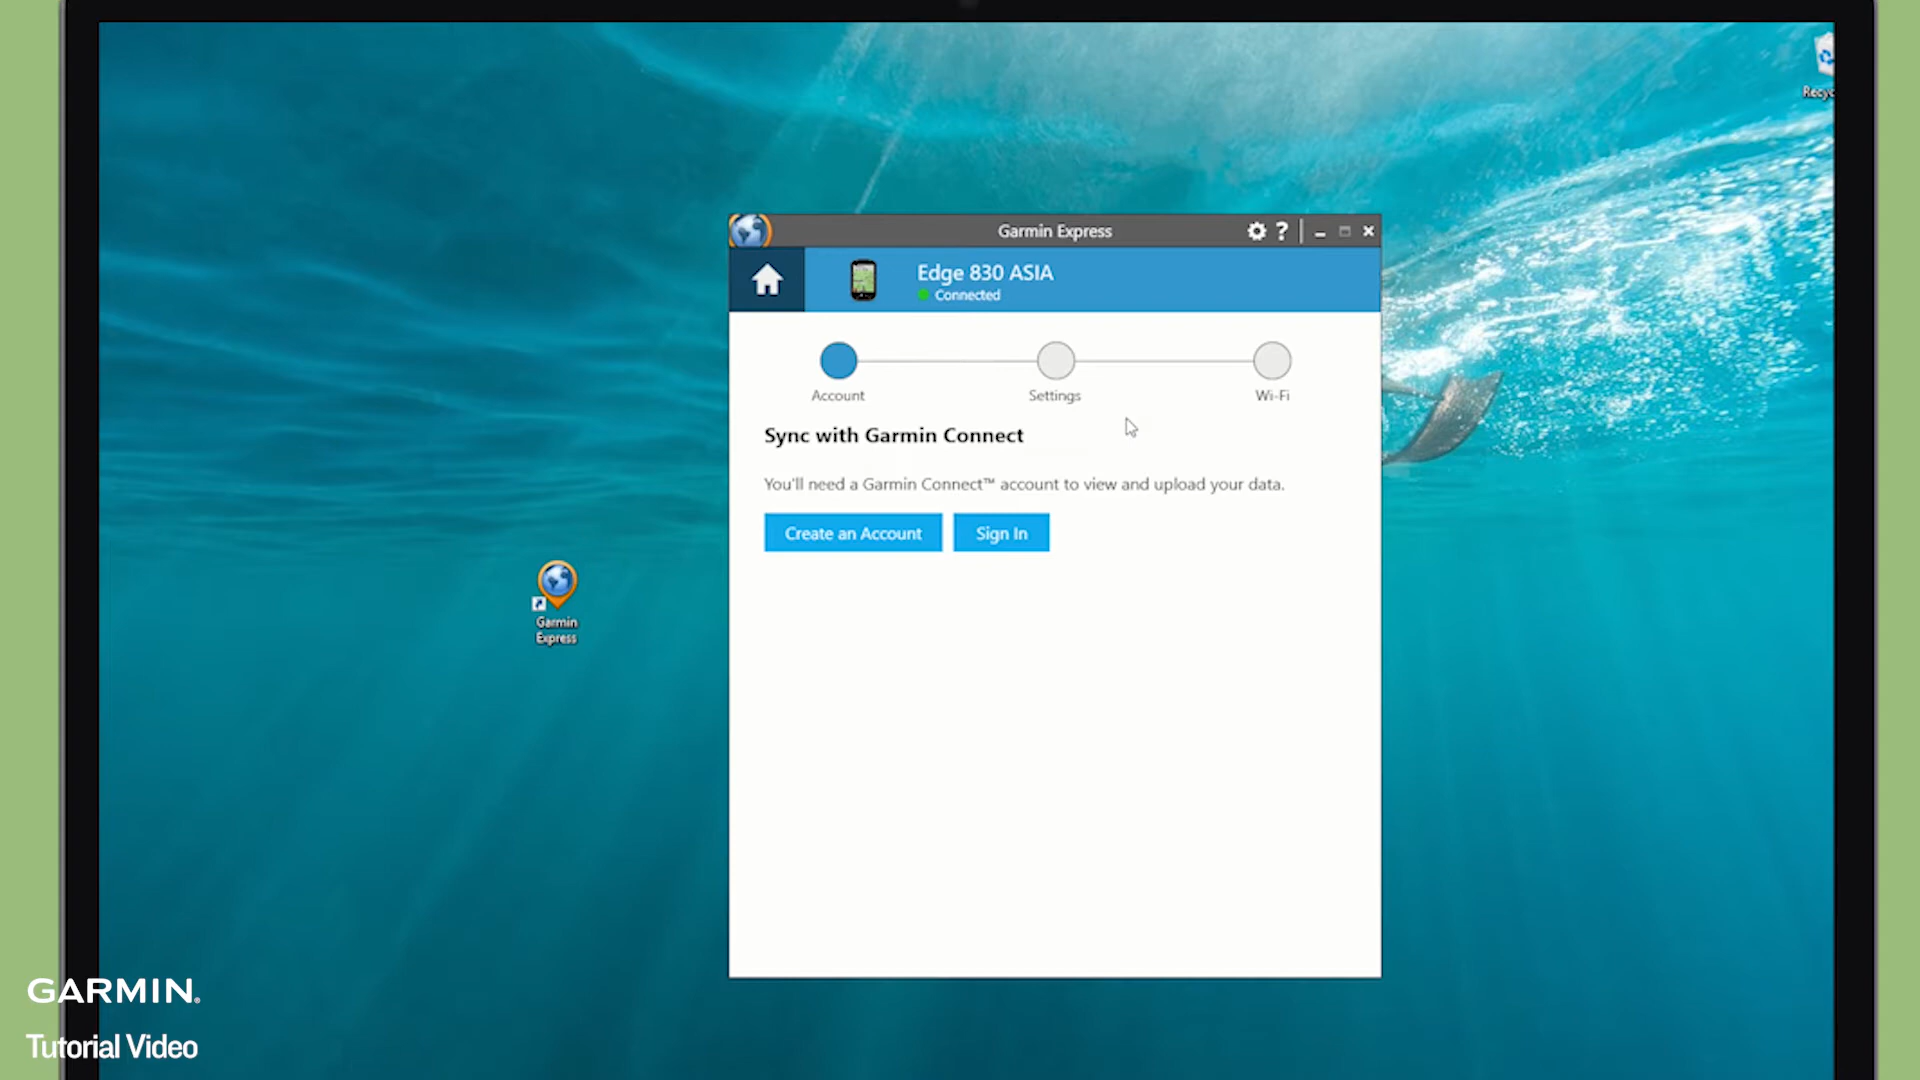 Recyc
Garmin Express
?
Edge 830 ASIA
Connected
Account
Settings
Wi-Fi
Sync with Garmin Connect
You'll need a Garmin Connect™ account to view and upload your data.
Create an Account
Sign In
Garmin
Express
GARMIN®
Tutorial Video